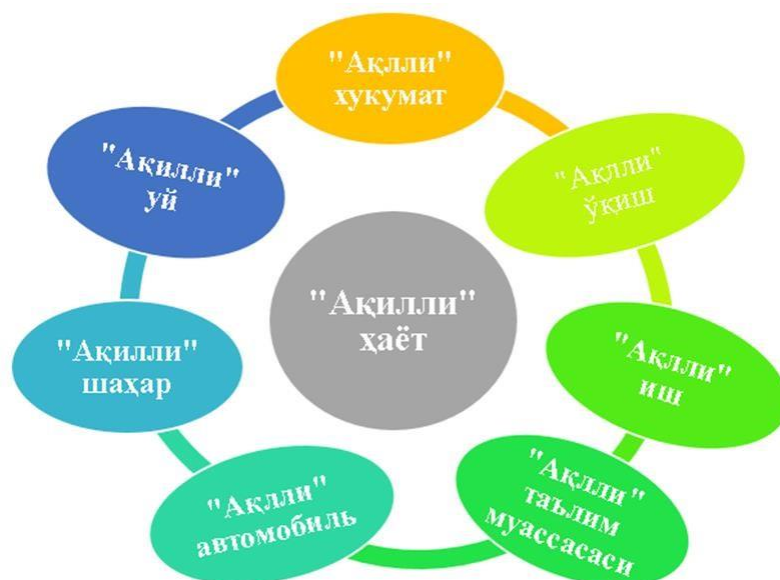 "Ақлли"
хукумат
"Ақлли"
ўқиш
"Ақлли"
иш
"Ақлли"
таълим
муассасаси
"Ақлли"
автомобиль
"Ақилли"
шаҳар
"Ақилли"
уй
"Ақилли"
ҳаёт